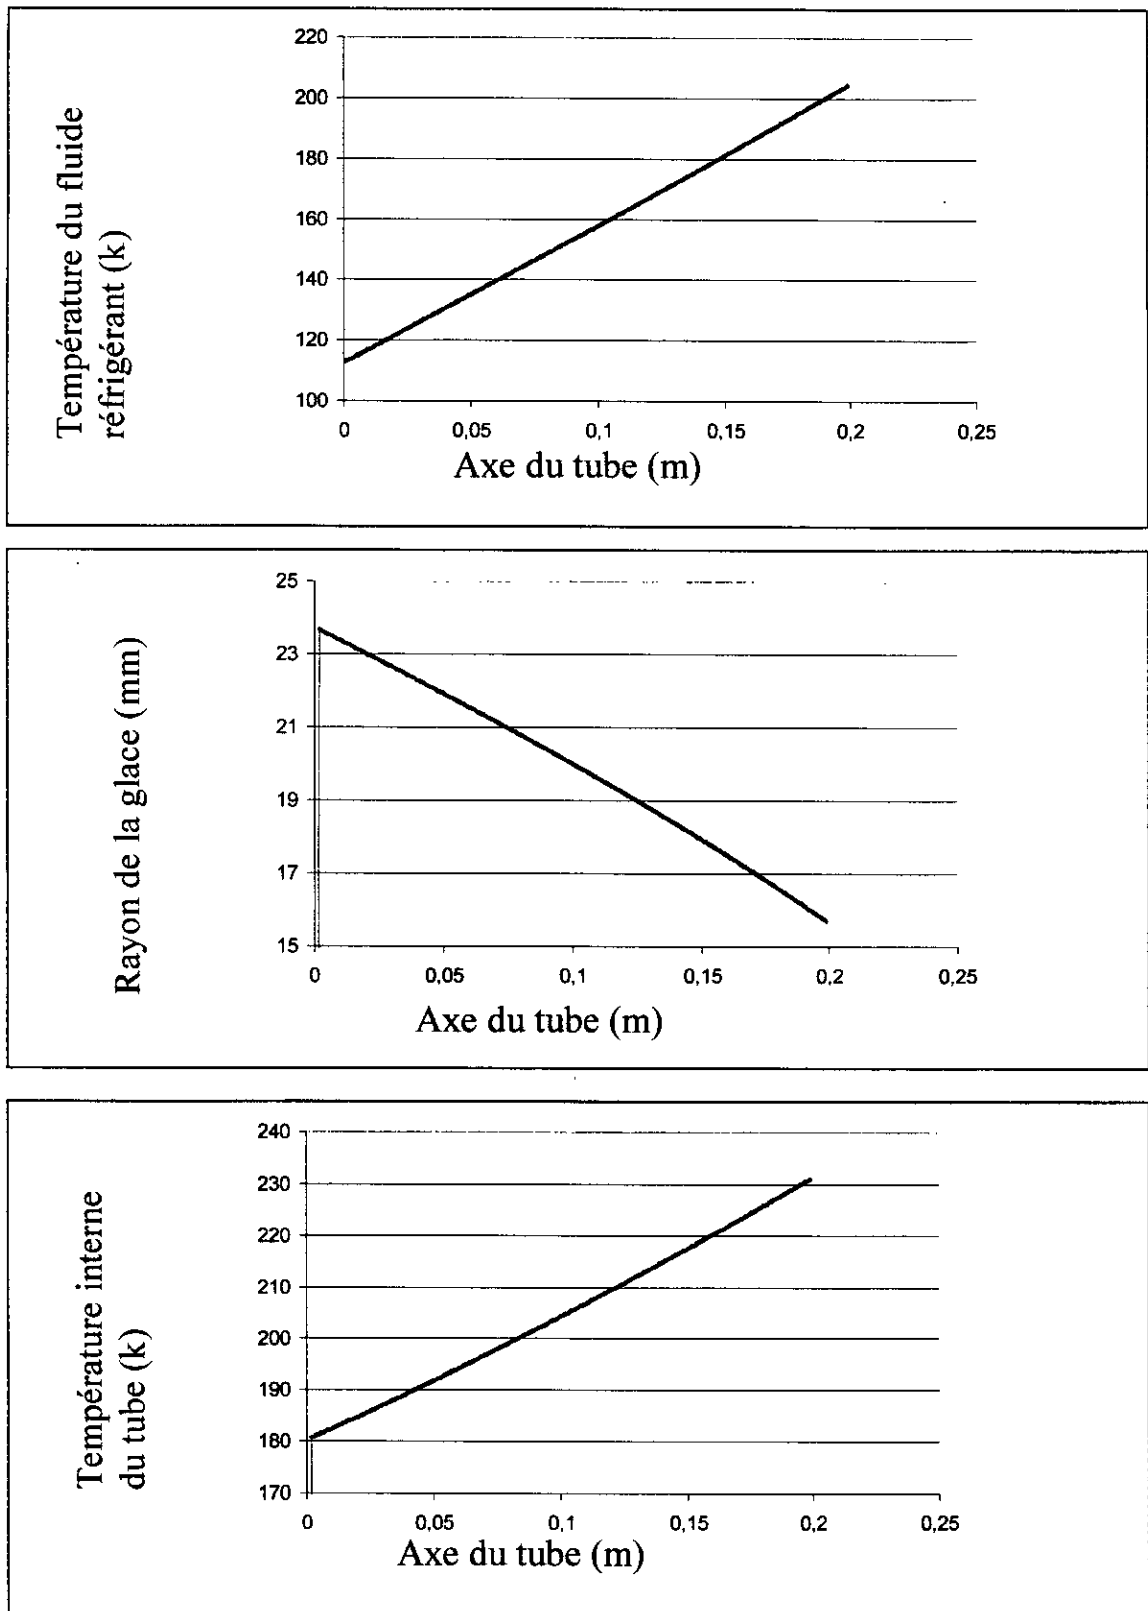 Température du fluide
réfrigérant (k)
220
200
180
160
140
120
100
0 0,05 0,1 0,15 0,2 0,25
Axe du tube (m)
Rayon de la glace (mm)
25
23
21
19
17
15
0 0,05 0,1 0,15 0,2 0,25
Axe du tube (m)
Température interne
du tube (k)
240
230
220
210
200
190
180
170
0 0,05 0,1 0,15 0,2 0,25
Axe du tube (m)